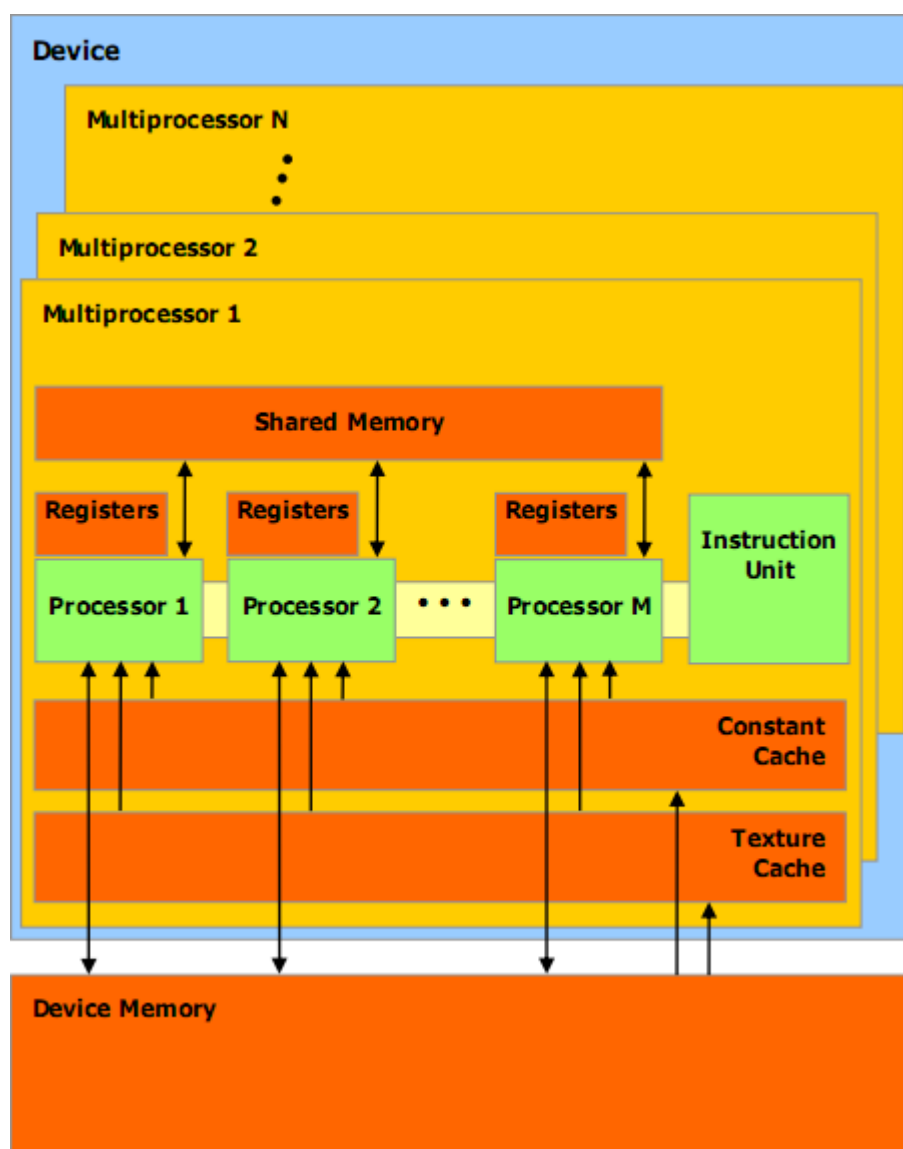 Device
Multiprocessor N
Multiprocessor 2
Multiprocessor 1
Shared Memory
Registers
Registers
Registers
Instruction
Unit
Processor 1
Processor 2
• • •
Processor M
Constant
Cache
Texture
Cache
Device Memory